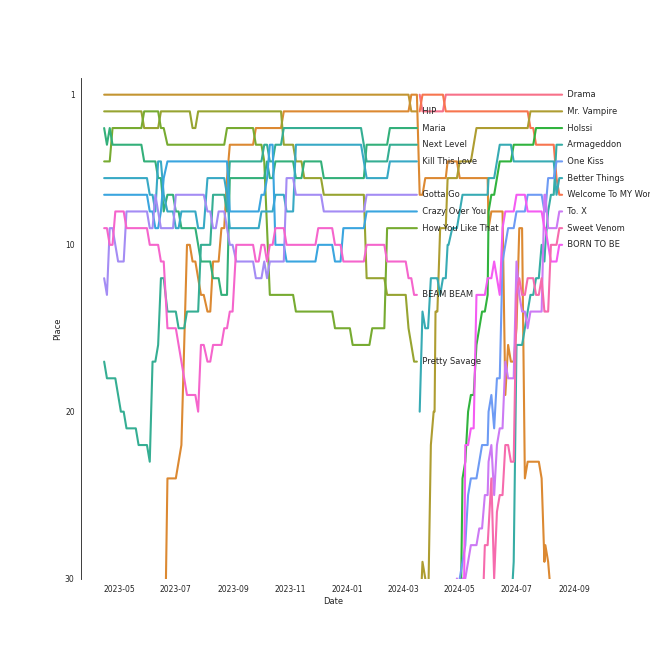 1
10
20
30
Place
HIP
Maria
Next Level
Kill This Love
Gotta Go
Crazy Over You
How You Like That
BEAM BEAM
Pretty Savage
Drama
Mr. Vampire
Holssi
Armageddon
One Kiss
Better Things
Welcome To MY Wor
To. X
Sweet Venom
BORN TO BE
2023-05
2023-07
2023-09
2023-11
2024-01
2024-03
2024-05
2024-07
2024-09
Date